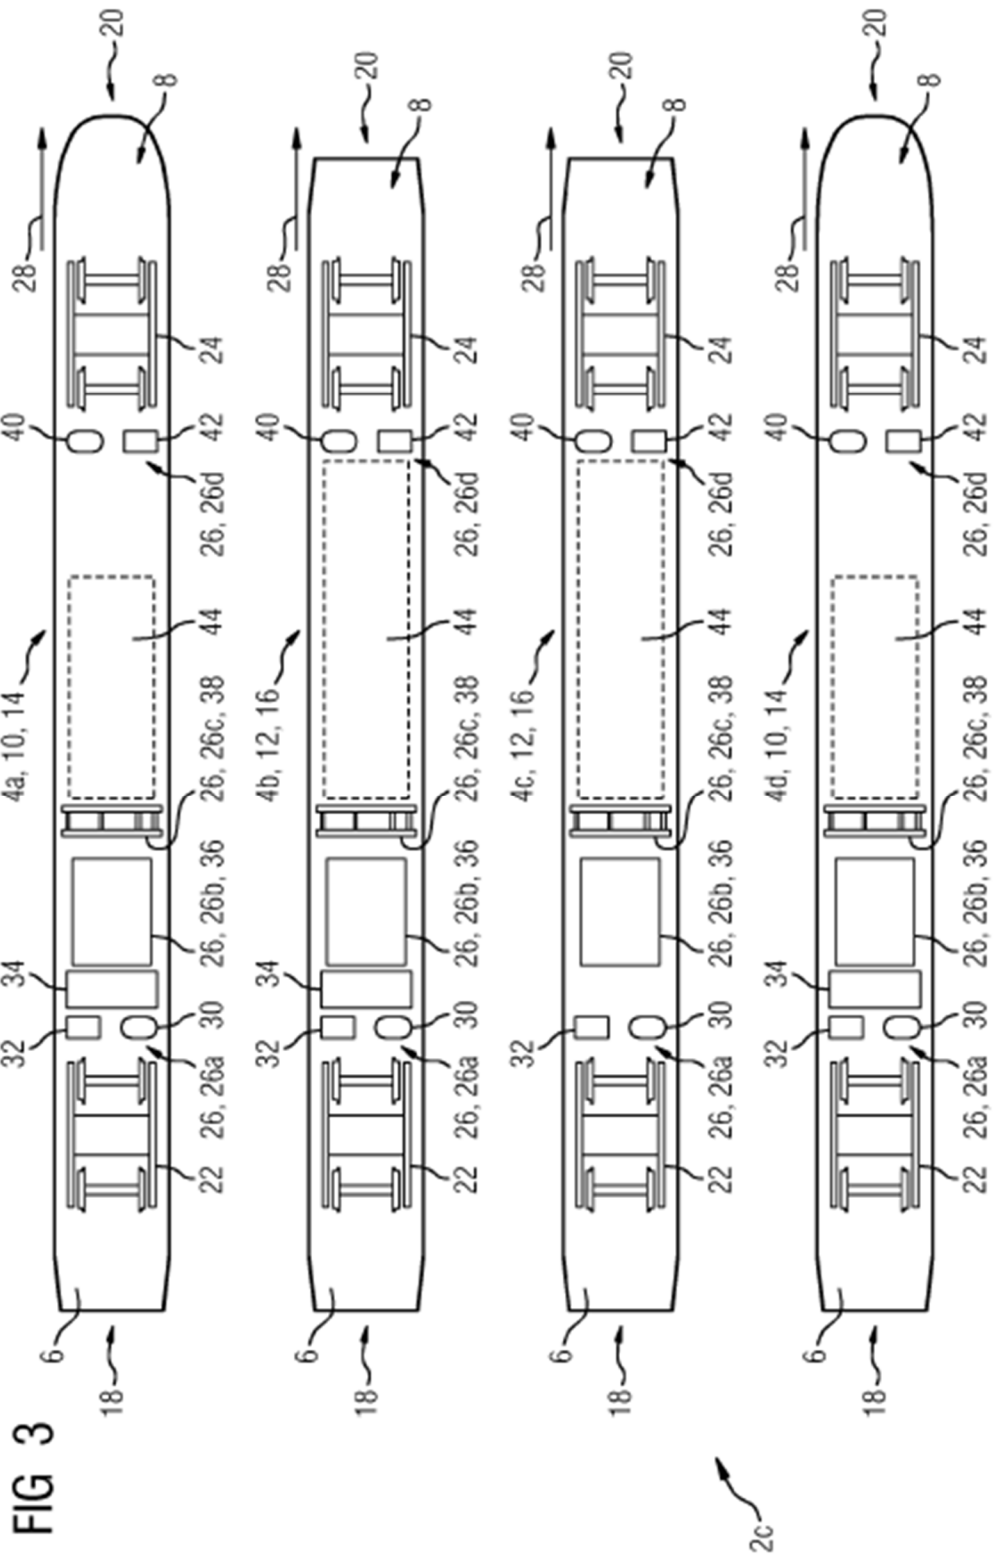 FIG 3
2c
4a, 10, 14
18
6
22
26, 26a
30
32
34
26, 26b, 36
26, 26c, 38
44
26, 26d
42
40
24
28
8
20
4b, 12, 16
18
6
22
26, 26a
30
32
34
26, 26b, 36
26, 26c, 38
44
26, 26d
42
40
24
28
8
20
4c, 12, 16
18
6
22
26, 26a
30
32
26, 26b, 36
26, 26c, 38
44
26, 26d
42
40
24
28
8
20
4d, 10, 14
18
6
22
26, 26a
30
32
34
26, 26b, 36
26, 26c, 38
44
26, 26d
42
40
24
28
8
20